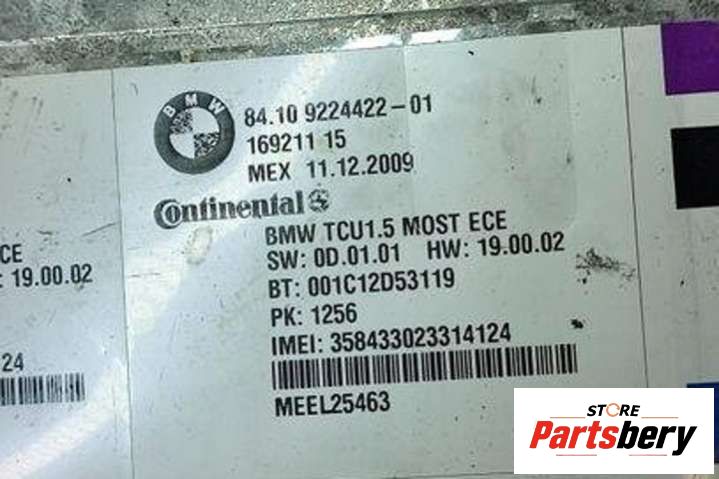 BMW
84.10 9224422-01
169211 15
MEX 11.12.2009
Continental
BMW TCU1.5 MOST ECE
SW: 0D.01.01 HW: 19.00.02
BT: 001C12D53119
PK: 1256
IMEI: 358433023314124
MEEL25463
CE
: 19.00.02
24
STORE
Partsbery